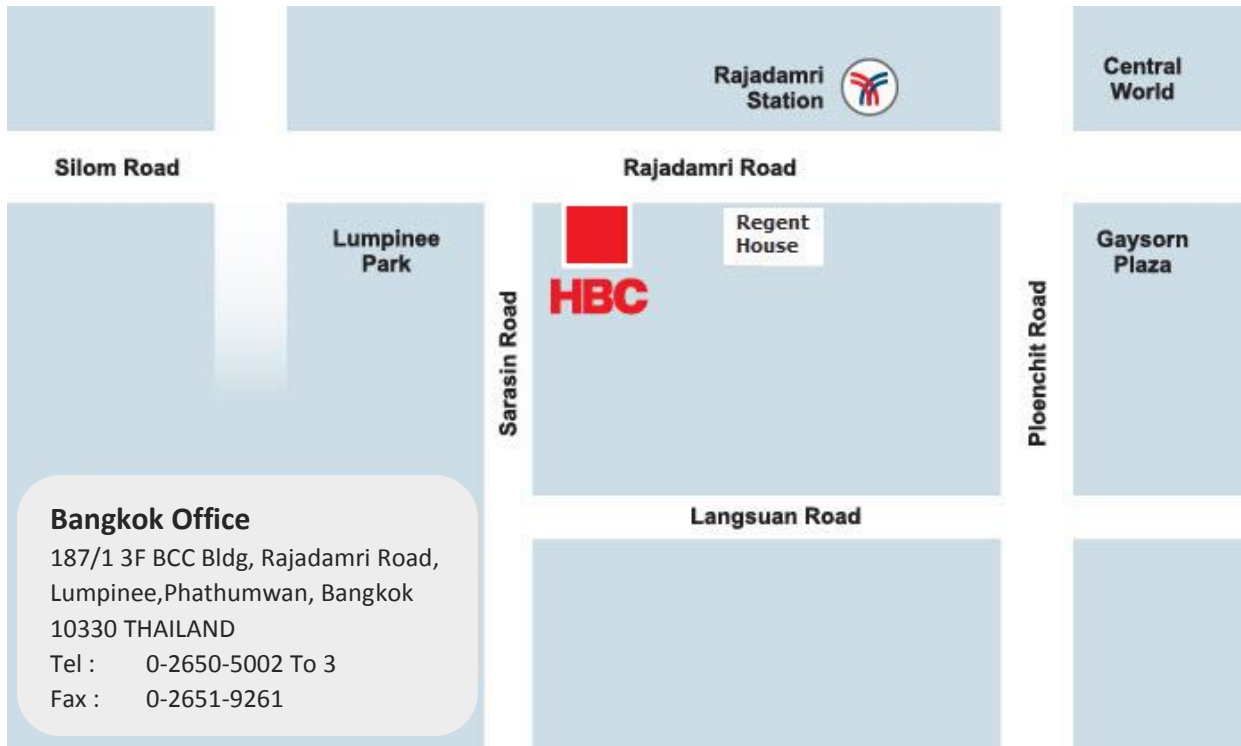 Rajadamri
Station
Central
World
Silom Road
Rajadamri Road
Lumpinee
Park
HBC
Regent
House
Gaysorn
Plaza
Sarasin Road
Ploenchit Road
Langsuan Road
Bangkok Office
187/1 3F BCC Bldg, Rajadamri Road,
Lumpinee,Phathumwan, Bangkok
10330 THAILAND
Tel : 0-2650-5002 To 3
Fax : 0-2651-9261